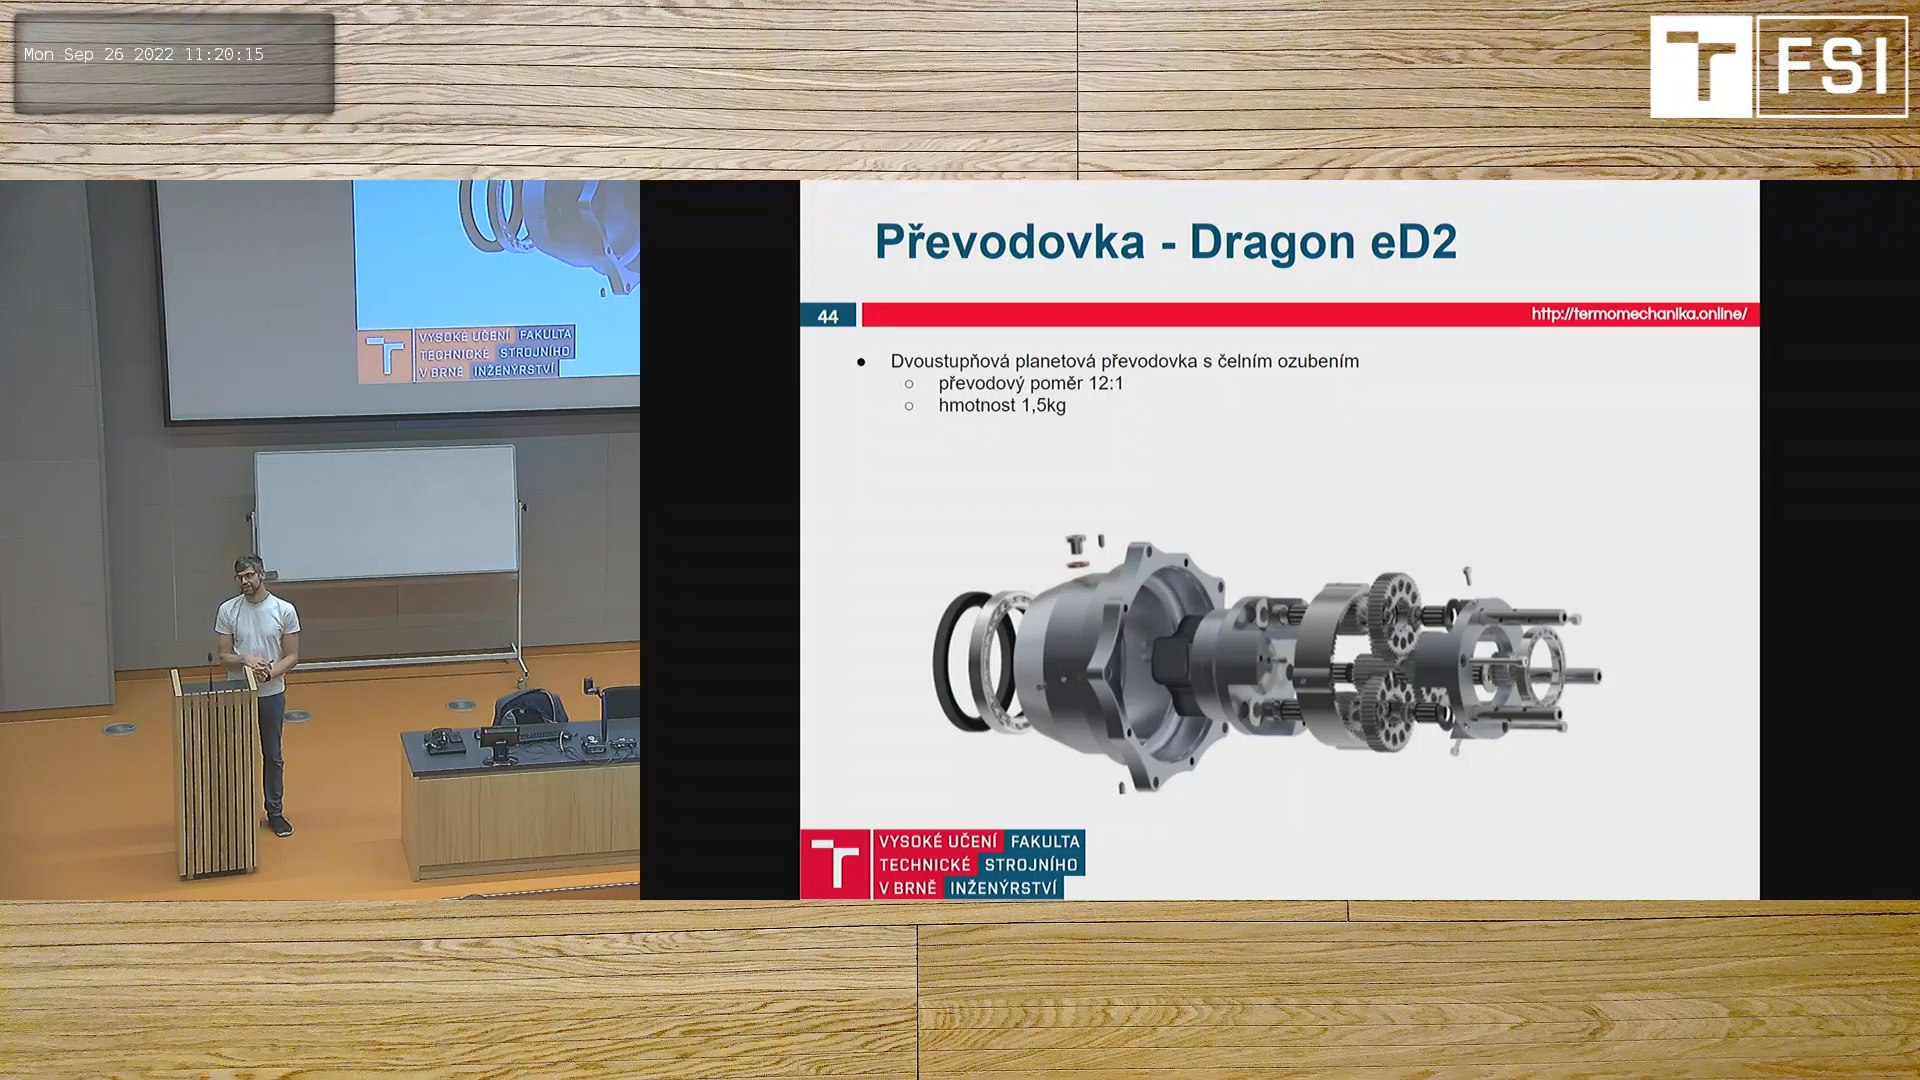 Mon Sep 26 2022 11:20:15
FSI
VYSOKÉ UČENÍ FAKULTA
TECHNICKÉ STROJNÍHO
V BRNĚ INŽENÝRSTVÍ
Převodovka - Dragon eD2
44
http://termomechanika.online/
● Dvoustupňová planetová převodovka s čelním ozubením
○ převodový poměr 12:1
○ hmotnost 1,5kg
VYSOKÉ UČENÍ FAKULTA
TECHNICKÉ STROJNÍHO
V BRNĚ INŽENÝRSTVÍ